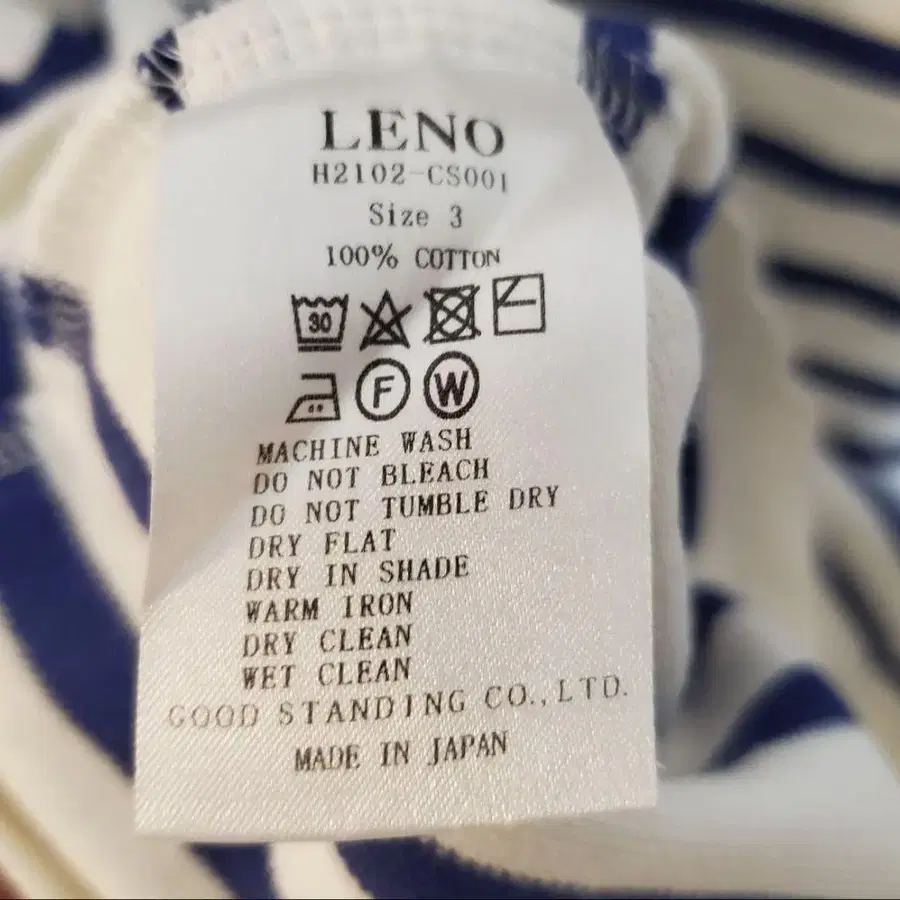 LENO
H2102-CS001
Size 3
100% COTTON
30
F W
MACHINE WASH
DO NOT BLEACH
DO NOT TUMBLE DRY
DRY FLAT
DRY IN SHADE
WARM IRON
DRY CLEAN
WET CLEAN
GOOD STANDING CO.,LTD.
MADE IN JAPAN